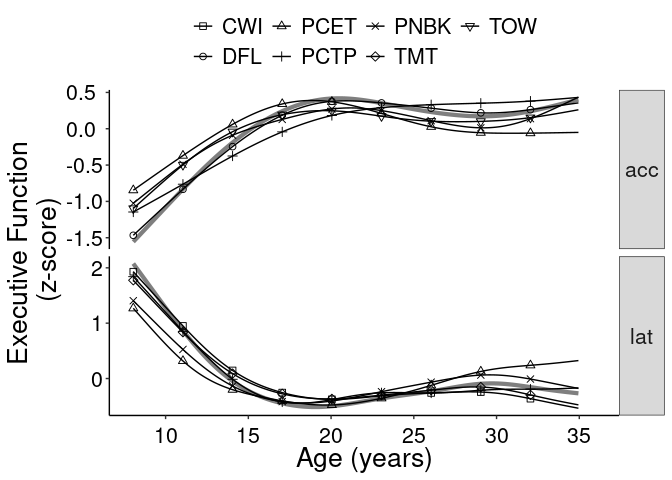 CWI PCET PNBK TOW
DFL PCTP TMT
Executive Function
(z-score)
0.5
0.0
-0.5
-1.0
-1.5
acc
2
1
0
lat
10 15 20 25 30 35
Age (years)